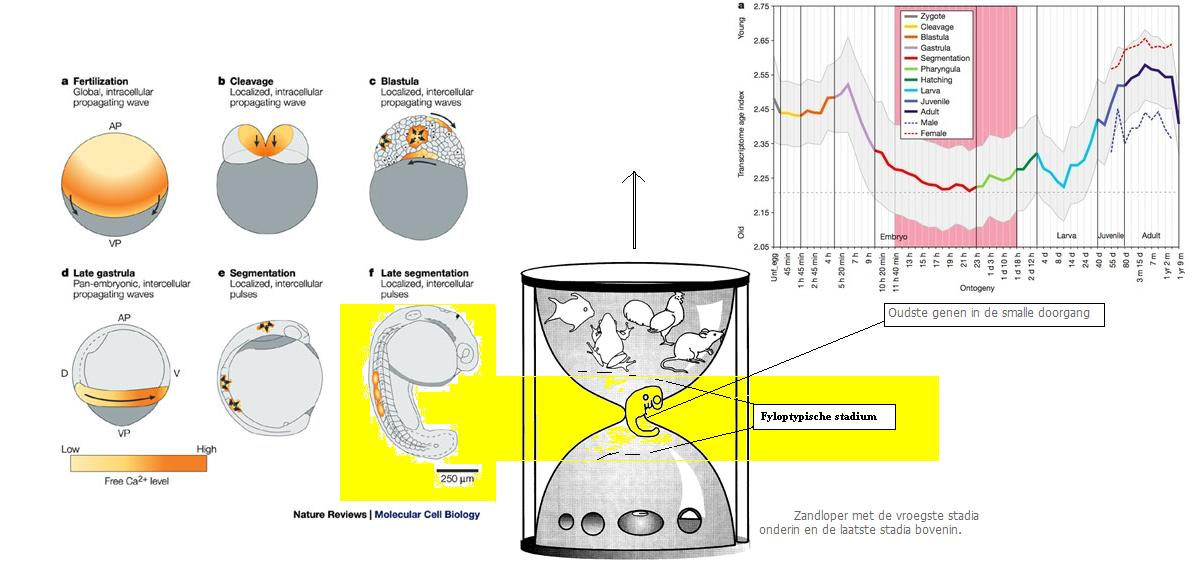 a Fertilization
Global, intracellular
propagating wave
AP
VP
b Cleavage
Localized, intracellular
propagating wave
c Blastula
Localized, intercellular
propagating waves
d Late gastrula
Pan-embryonic, intercellular
propagating waves
AP
D
V
VP
e Segmentation
Localized, intercellular
pulses
f Late segmentation
Localized, intercellular
pulses
Low
High
Free Ca2+ level
250 µm
Nature Reviews | Molecular Cell Biology
a
Young
Transcriptome age index
Old
2.75
2.65
2.55
2.45
2.35
2.25
2.15
2.05
Zygote
Cleavage
Blastula
Gastrula
Segmentation
Pharyngula
Hatching
Larva
Juvenile
Adult
Male
Female
Embryo
Larva
Juvenile
Adult
Unf. egg
45 min
1 h 45 min
2 h 45 min
4 h
5 h 20 min
7 h
9 h
10 h 20 min
11 h 40 min
13 h
15 h
17 h
19 h
21 h
23 h
1 d 3 h
1 d 10 h
1 d 18 h
2 d 12 h
4 d
8 d
14 d
24 d
40 d
55 d
80 d
3 m 15 d
7 m
1 yr 2 m
1 yr 9 m
Ontogeny
Oudste genen in de smalle doorgang
Fyloptypische stadium
Zandloper met de vroegste stadia
onderin en de laatste stadia bovenin.